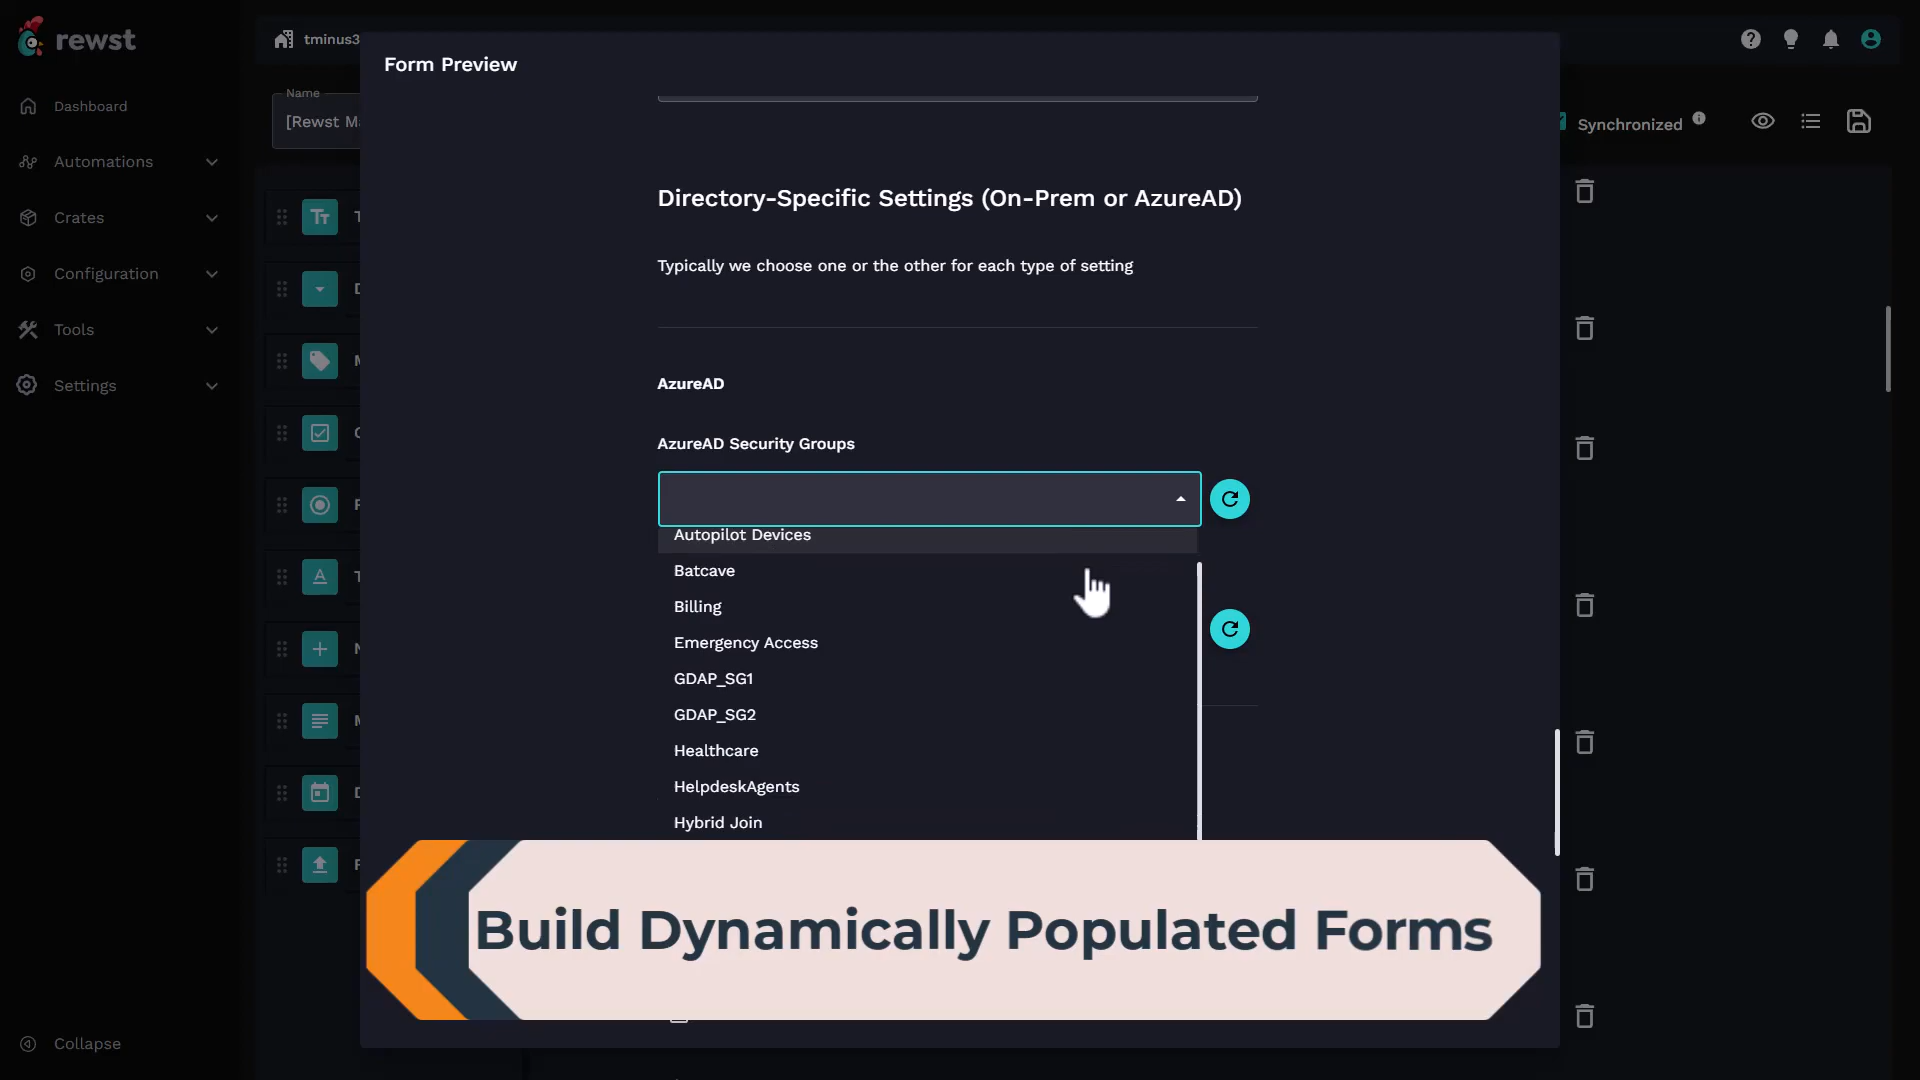 rewst
tminus3
Form Preview
Name
[Rewst Ma
Synchronized
Dashboard
Automations
Crates
Configuration
Tools
Settings
Directory-Specific Settings (On-Prem or AzureAD)
Typically we choose one or the other for each type of setting
AzureAD
AzureAD Security Groups
Autopilot Devices
Batcave
Billing
Emergency Access
GDAP_SG1
GDAP_SG2
Healthcare
HelpdeskAgents
Hybrid Join
Build Dynamically Populated Forms
Collapse